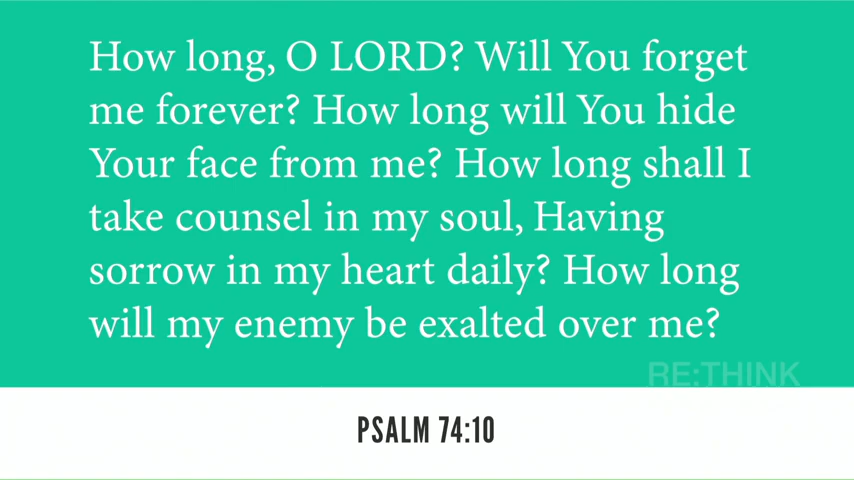 How long, O LORD? Will You forget
me forever? How long will You hide
Your face from me? How long shall I
take counsel in my soul, Having
sorrow in my heart daily? How long
will my enemy be exalted over me?
RE:THINK
PSALM 74:10